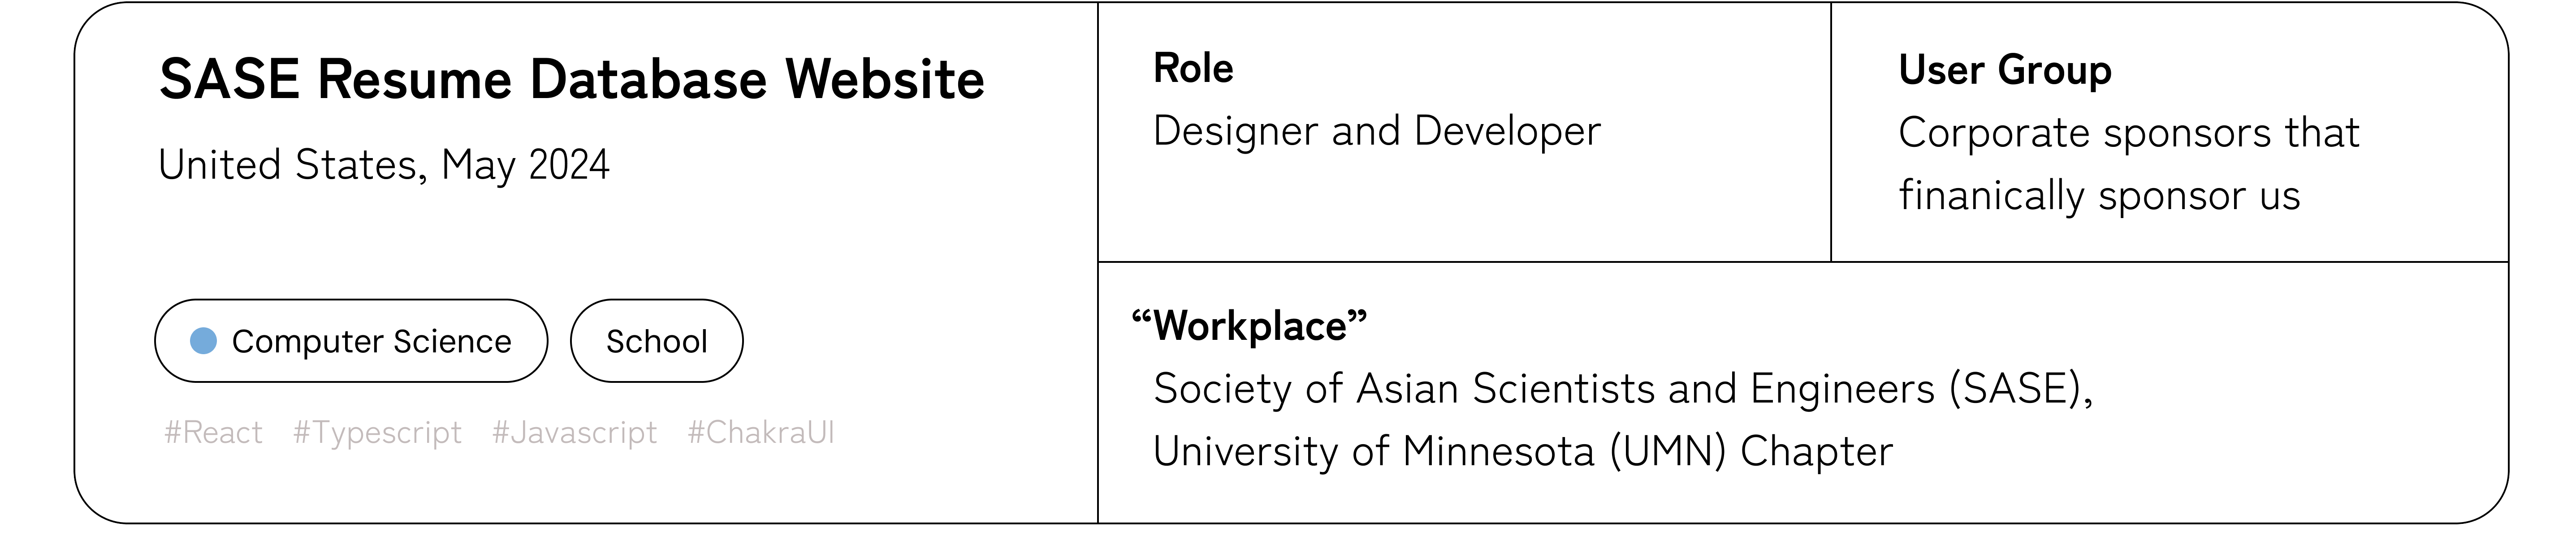 SASE Resume Database Website
United States, May 2024
Computer Science
School
#React #Typescript #Javascript #ChakraUI
Role
Designer and Developer
User Group
Corporate sponsors that
finanically sponsor us
“Workplace”
Society of Asian Scientists and Engineers (SASE),
University of Minnesota (UMN) Chapter